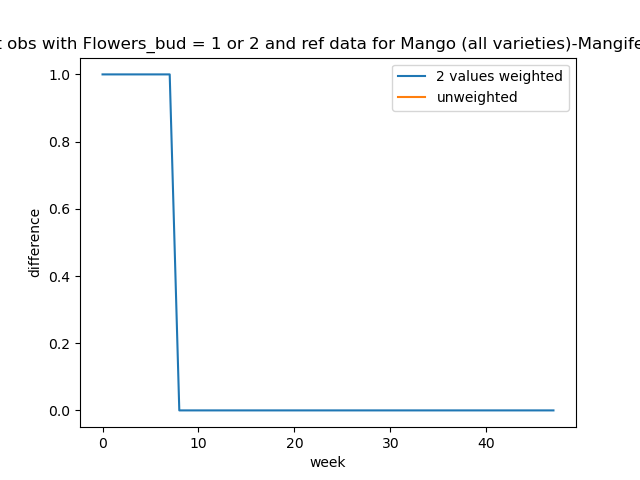 obs with Flowers_bud = 1 or 2 and ref data for Mango (all varieties)-Mangife
2 values weighted
unweighted
1.0
0.8
0.6
0.4
0.2
0.0
difference
0 10 20 30 40
week